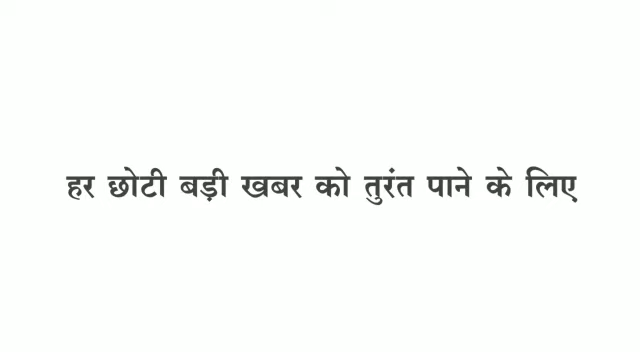 हर छोटी बड़ी खबर को तुरंत पाने के लिए